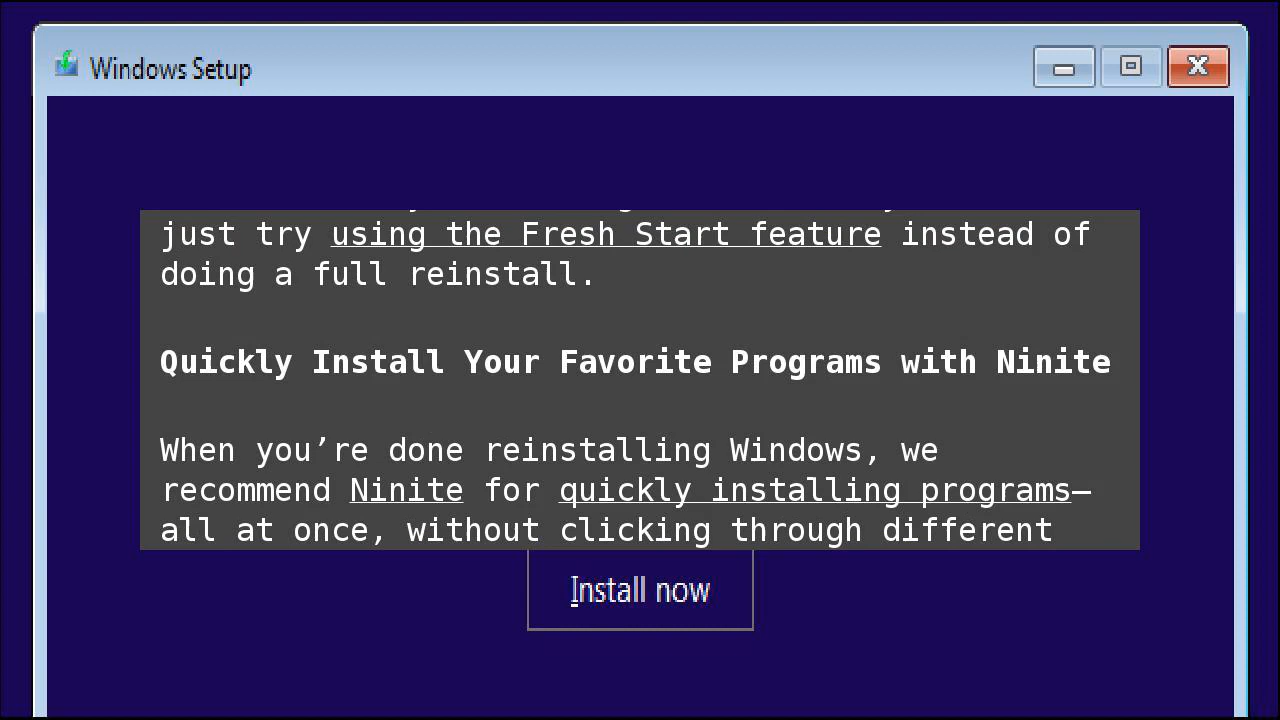 Windows Setup
just try using the Fresh Start feature instead of
doing a full reinstall.
Quickly Install Your Favorite Programs with Ninite
When you’re done reinstalling Windows, we
recommend Ninite for quickly installing programs—
all at once, without clicking through different
Install now